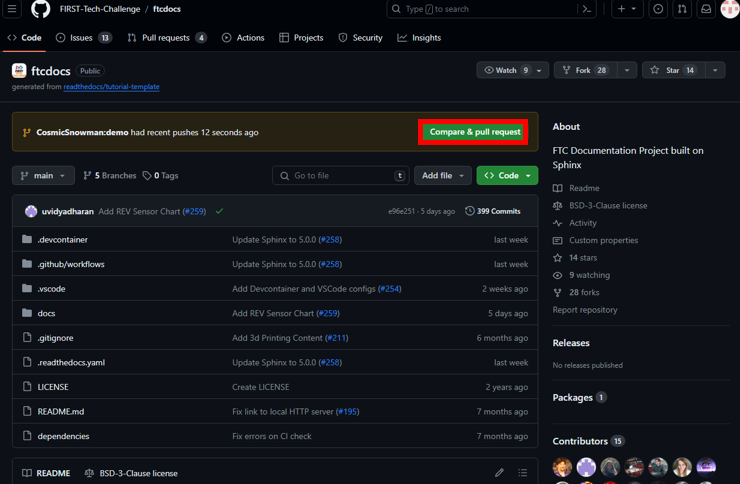 FIRST-Tech-Challenge / ftcdocs
Type / to search
Code Issues 13 Pull requests 4 Actions Projects Security Insights
ftcdocs Public
Watch 9 Fork 28 Star 14
generated from readthedocs/tutorial-template
CosmicSnowman:demo had recent pushes 12 seconds ago
Compare & pull request
main 5 Branches 0 Tags
Go to file t Add file Code
uvidyadharan Add REV Sensor Chart (#259) e96e251 · 5 days ago 399 Commits
.devcontainer Update Sphinx to 5.0.0 (#258) last week
.github/workflows Update Sphinx to 5.0.0 (#258) last week
.vscode Add Devcontainer and VSCode configs (#254) 2 weeks ago
docs Add REV Sensor Chart (#259) 5 days ago
.gitignore Add 3d Printing Content (#211) 6 months ago
.readthedocs.yaml Update Sphinx to 5.0.0 (#258) last week
LICENSE Create LICENSE 2 years ago
README.md Fix link to local HTTP server (#195) 7 months ago
dependencies Fix errors on CI check 7 months ago
README BSD-3-Clause license
About
FTC Documentation Project built on
Sphinx
Readme
BSD-3-Clause license
Activity
Custom properties
14 stars
9 watching
28 forks
Report repository
Releases
No releases published
Packages 1
Contributors 15